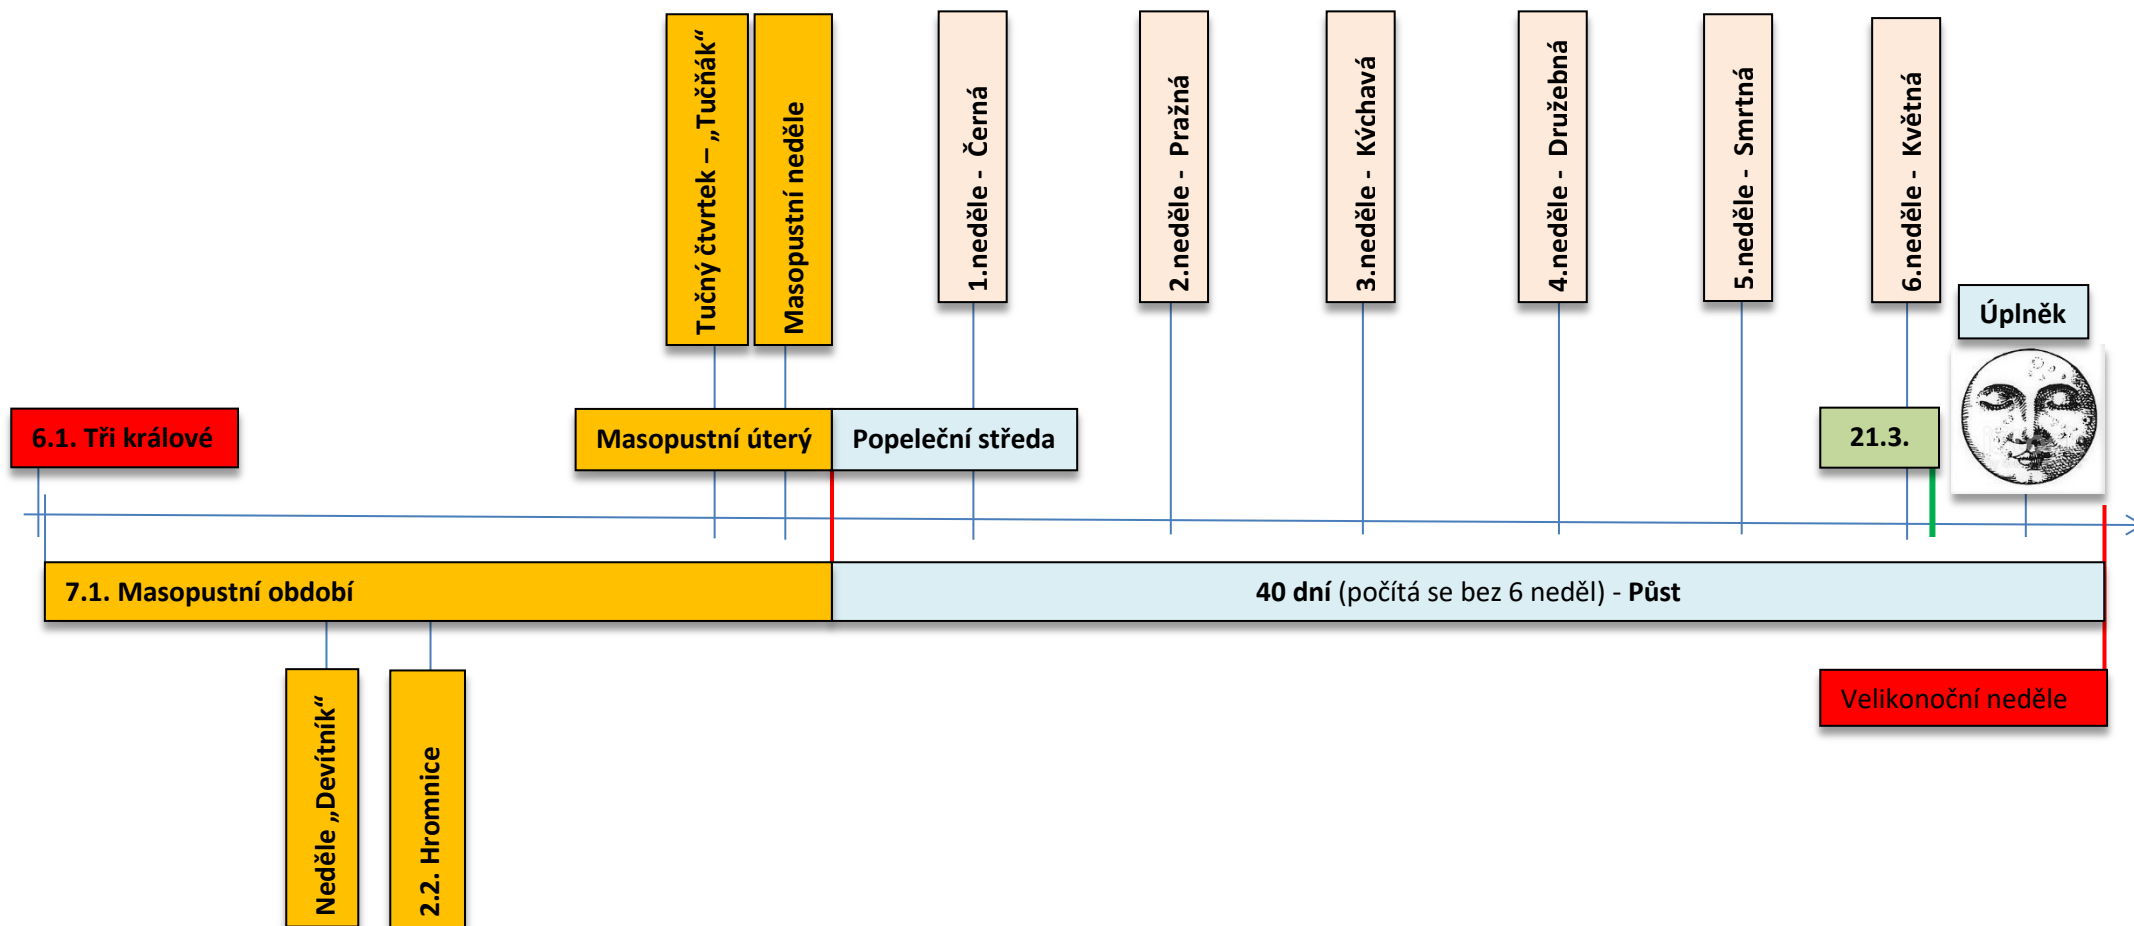 Tučný čtvrtek – „Tučňák“
Masopustní neděle
1.neděle - Černá
2.neděle - Pražná
3.neděle - Kýchavá
4.neděle - Družebná
5.neděle - Smrtná
6.neděle - Květná
Úplněk
6.1. Tři králové
Masopustní úterý
Popeleční středa
21.3.
7.1. Masopustní období
40 dní (počítá se bez 6 neděl) - Půst
Neděle „Devítník“
2.2. Hromnice
Velikonoční neděle